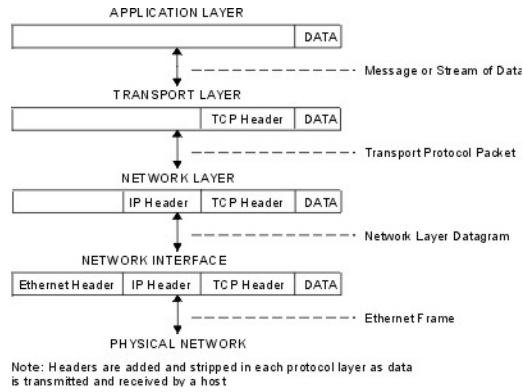 APPLICATION LAYER
DATA
Message or Stream of Data
TRANSPORT LAYER
TCP Header DATA
Transport Protocol Packet
NETWORK LAYER
IP Header TCP Header DATA
Network Layer Datagram
NETWORK INTERFACE
Ethernet Header IP Header TCP Header DATA
Ethernet Frame
PHYSICAL NETWORK
Note: Headers are added and stripped in each protocol layer as data
is transmitted and received by a host